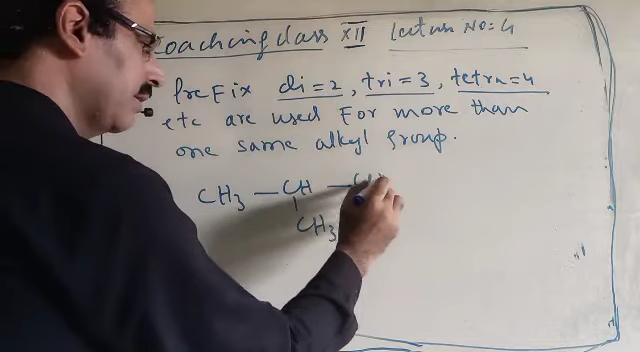 Coaching class XII Lecture No: 4
Prefix di = 2, tri = 3, tetra = 4
etc are used For more than
one same alkyl group.
CH3 — CH — CH
|
CH3